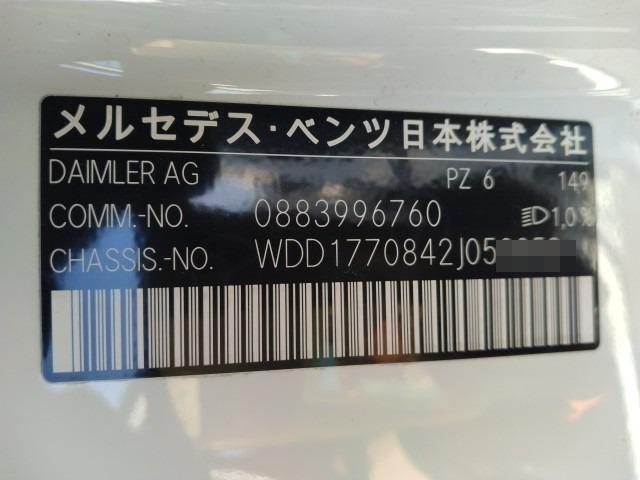 メルセデス・ベンツ日本株式会社
DAIMLER AG PZ 6 149
COMM.-NO. 0883996760 1,0 %
CHASSIS.-NO. WDD1770842J05